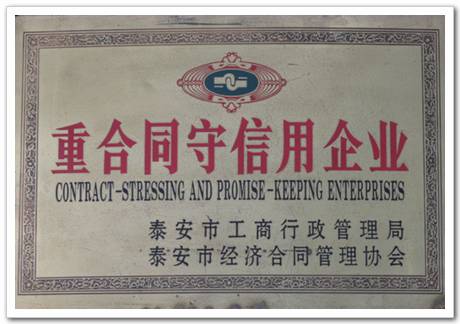 重合同守信用企业
CONTRACT-STRESSING AND PROMISE-KEEPING ENTERPRISES
泰安市工商行政管理局
泰安市经济合同管理协会